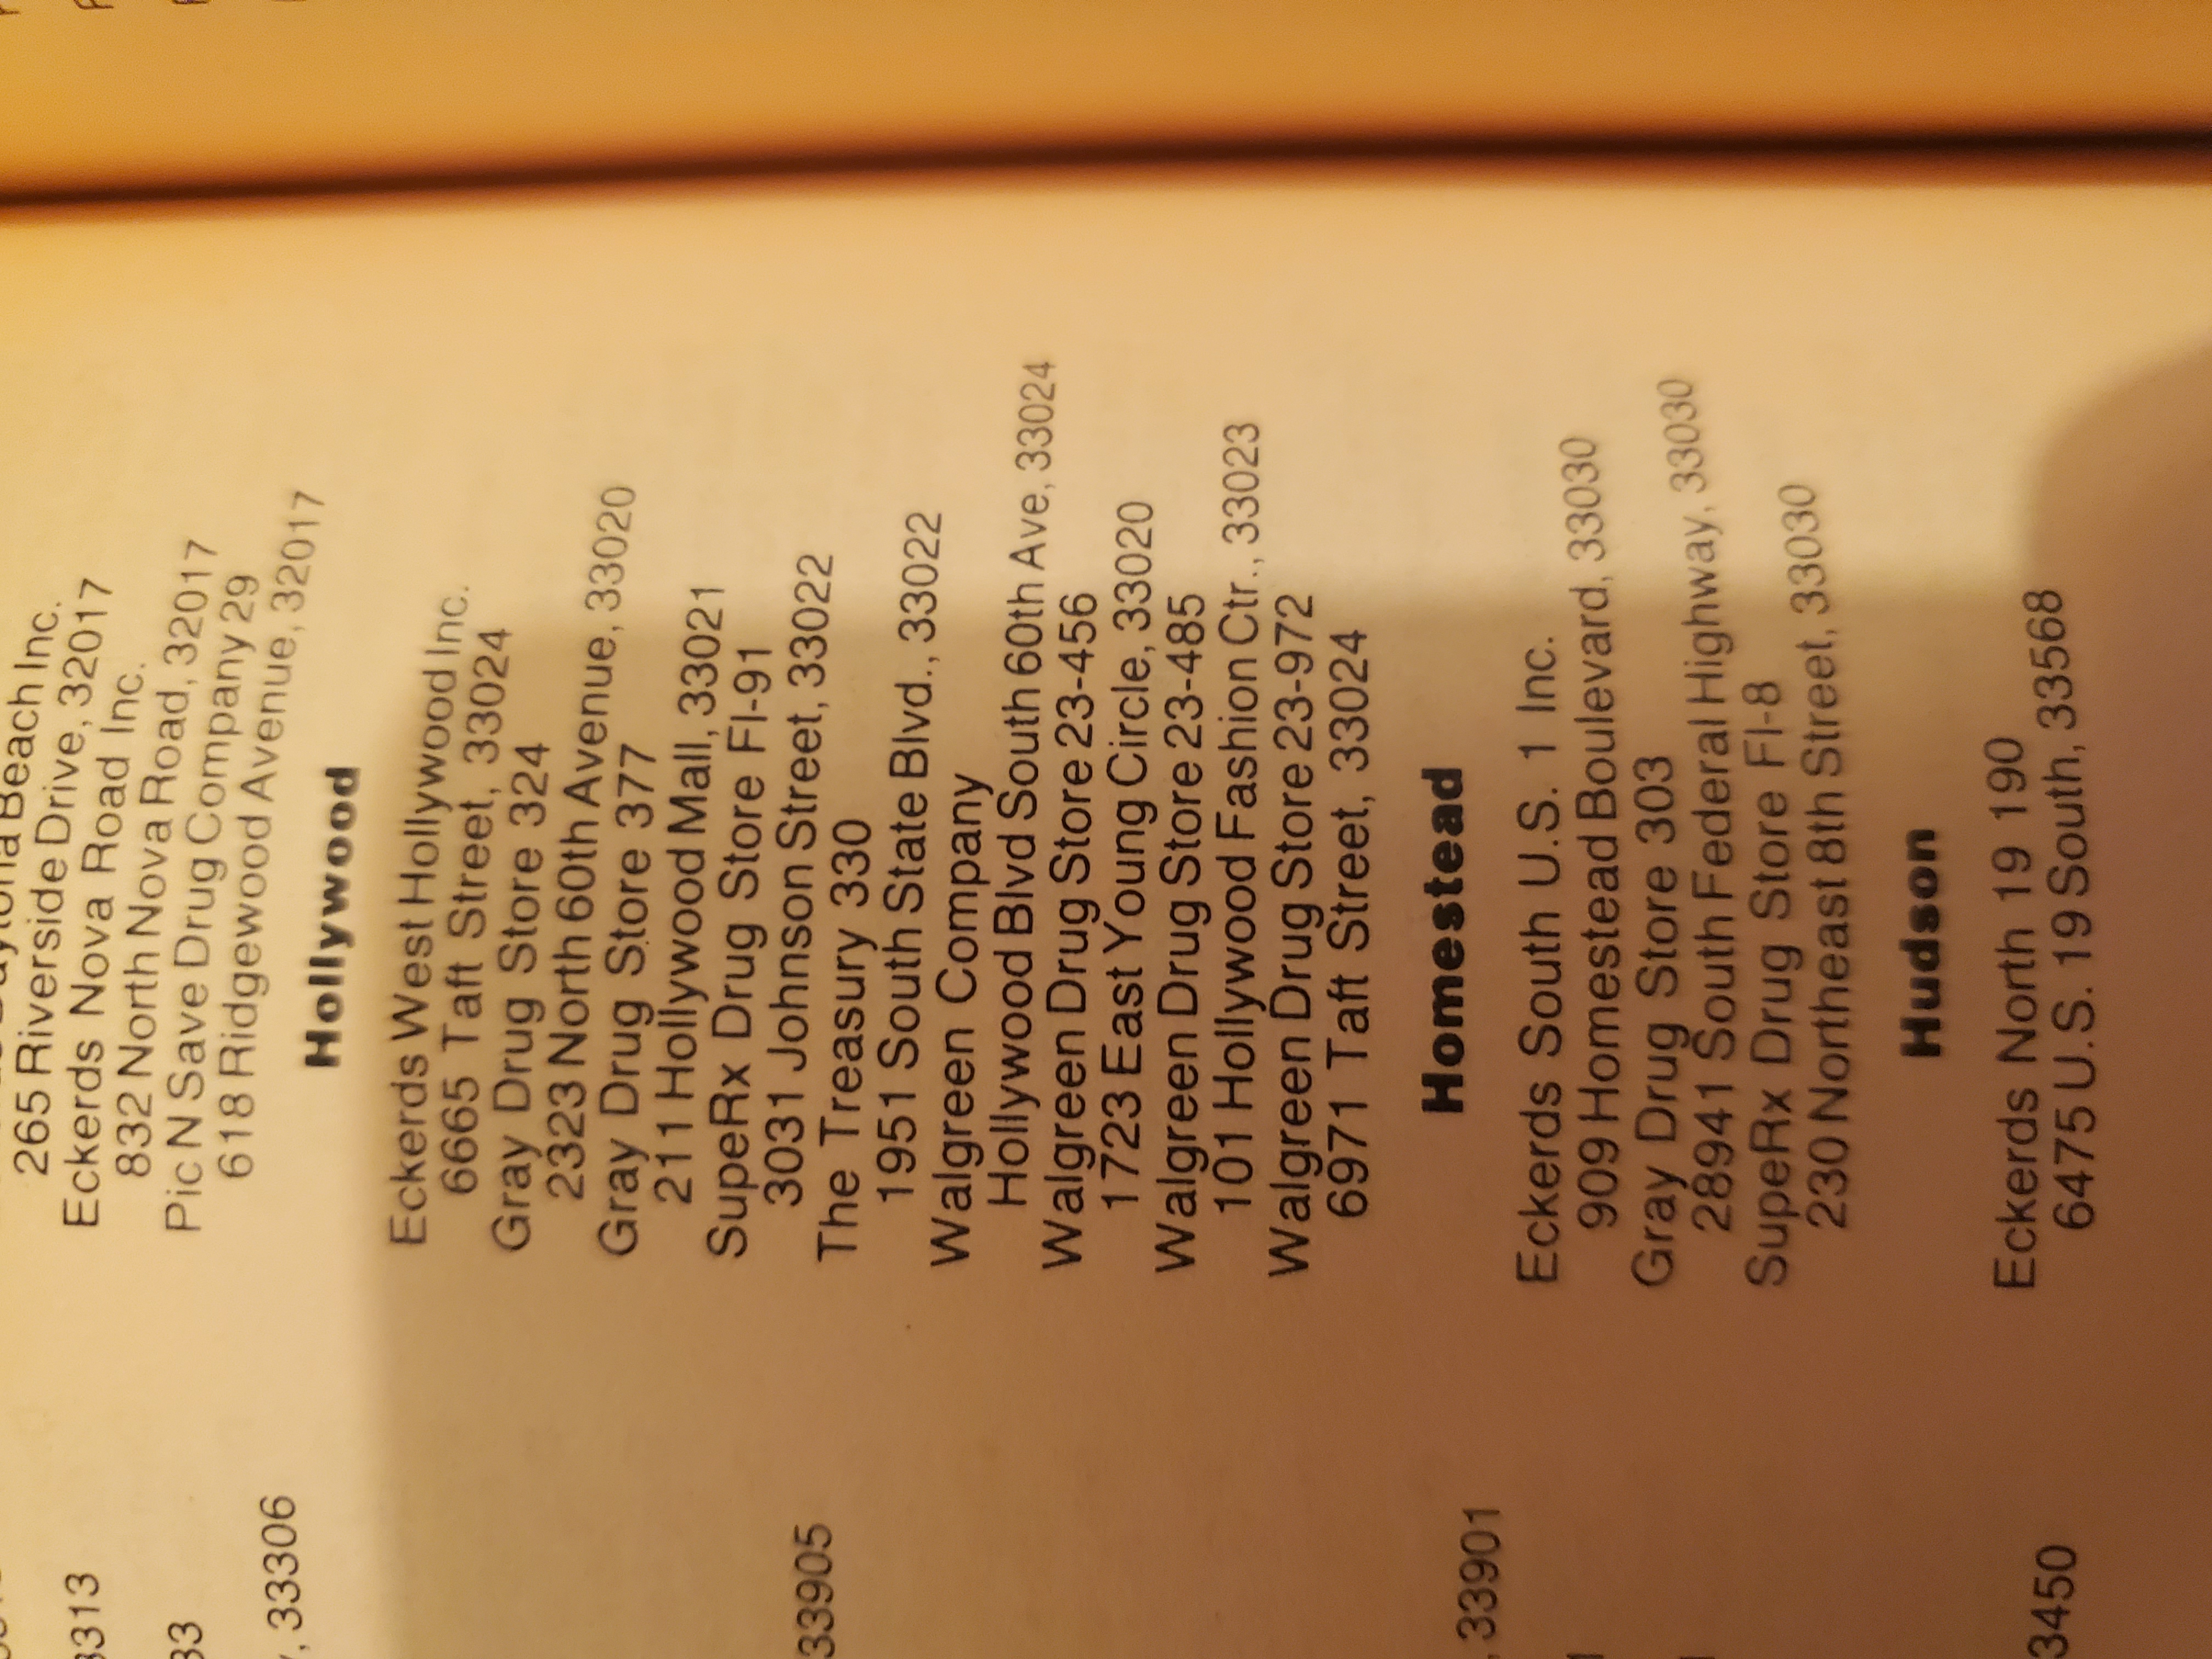 Beach Inc.
265 Riverside Drive, 32017
Eckerds Nova Road Inc.
832 North Nova Road, 32017
Pic N Save Drug Company 29
618 Ridgewood Avenue, 32017
Hollywood
Eckerds West Hollywood Inc.
6665 Taft Street, 33024
Gray Drug Store 324
2323 North 60th Avenue, 33020
Gray Drug Store 377
211 Hollywood Mall, 33021
SupeRx Drug Store Fl-91
3031 Johnson Street, 33022
The Treasury 330
1951 South State Blvd., 33022
Walgreen Company
Hollywood Blvd South 60th Ave, 33024
Walgreen Drug Store 23-456
1723 East Young Circle, 33020
Walgreen Drug Store 23-485
101 Hollywood Fashion Ctr., 33023
Walgreen Drug Store 23-972
6971 Taft Street, 33024
Homestead
Eckerds South U.S. 1 Inc.
909 Homestead Boulevard, 33030
Gray Drug Store 303
28941 South Federal Highway, 33030
SupeRx Drug Store Fl-8
230 Northeast 8th Street, 33030
Hudson
Eckerds North 19 190
6475 U.S. 19 South, 33568
3313
33
, 33306
33905
, 33901
3450